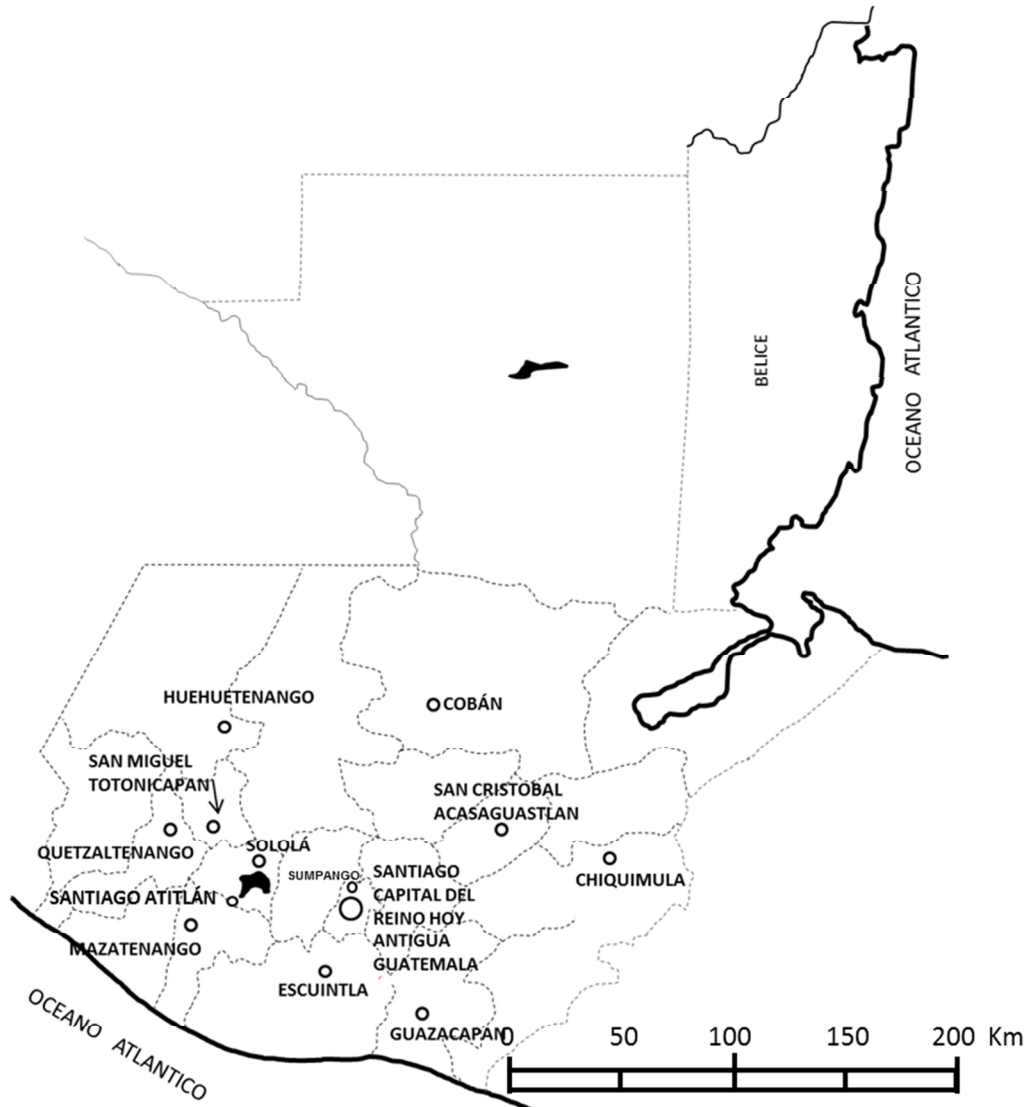 BELICE
OCEANO ATLANTICO
HUEHUETENANGO
COBÁN
SAN MIGUEL
TOTONICAPAN
SAN CRISTOBAL
ACASAGUASTLAN
QUETZALTENANGO
SOLOLÁ
SUMPANGO
SANTIAGO
CAPITAL DEL
REINO HOY
ANTIGUA
GUATEMALA
CHIQUIMULA
SANTIAGO ATITLÁN
MAZATENANGO
ESCUINTLA
GUAZACAPÁN
OCEANO ATLANTICO
0 50 100 150 200 Km